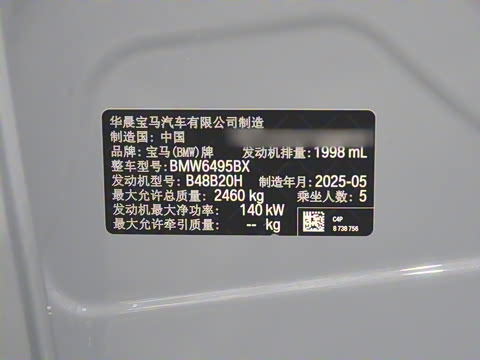 华晨宝马汽车有限公司制造
制造国: 中国
品牌: 宝马(BMW)牌 发动机排量: 1998 mL
整车型号: BMW6495BX
发动机型号: B48B20H 制造年月: 2025-05
最大允许总质量: 2460 kg 乘坐人数: 5
发动机最大净功率: 140 kW
最大允许牵引质量: -- kg
C4P
8 738 756